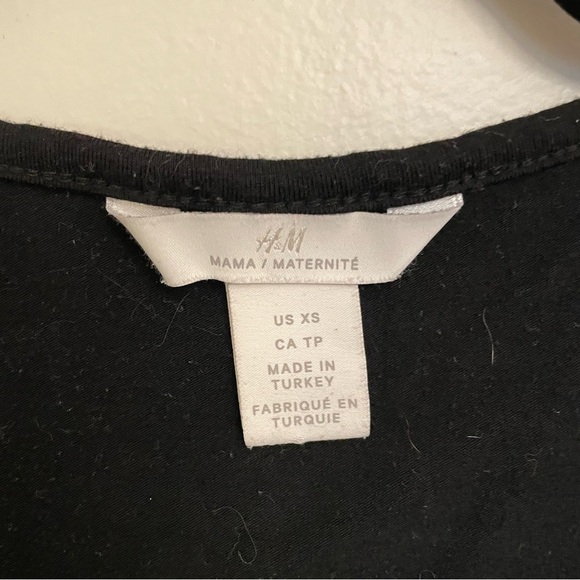 H&M
MAMA / MATERNITÉ
US XS
CA TP
MADE IN
TURKEY
FABRIQUÉ EN
TURQUIE